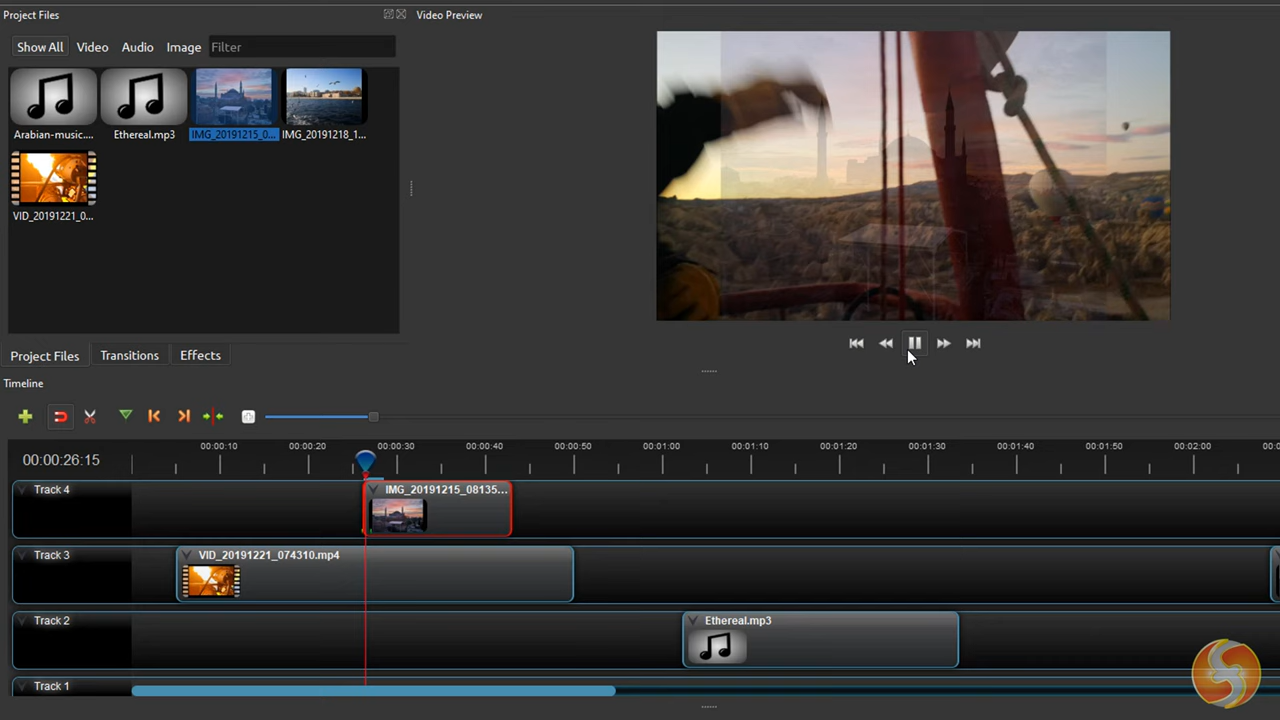 Project Files
Video Preview
Show All Video Audio Image Filter
Arabian-music.... Ethereal.mp3 IMG_20191215_0... IMG_20191218_1...
VID_20191221_0...
Project Files Transitions Effects
Timeline
00:00:10 00:00:20 00:00:30 00:00:40 00:00:50 00:01:00 00:01:10 00:01:20 00:01:30 00:01:40 00:01:50 00:02:00
00:00:26:15
Track 4 IMG_20191215_08135...
Track 3 VID_20191221_074310.mp4
Track 2 Ethereal.mp3
Track 1